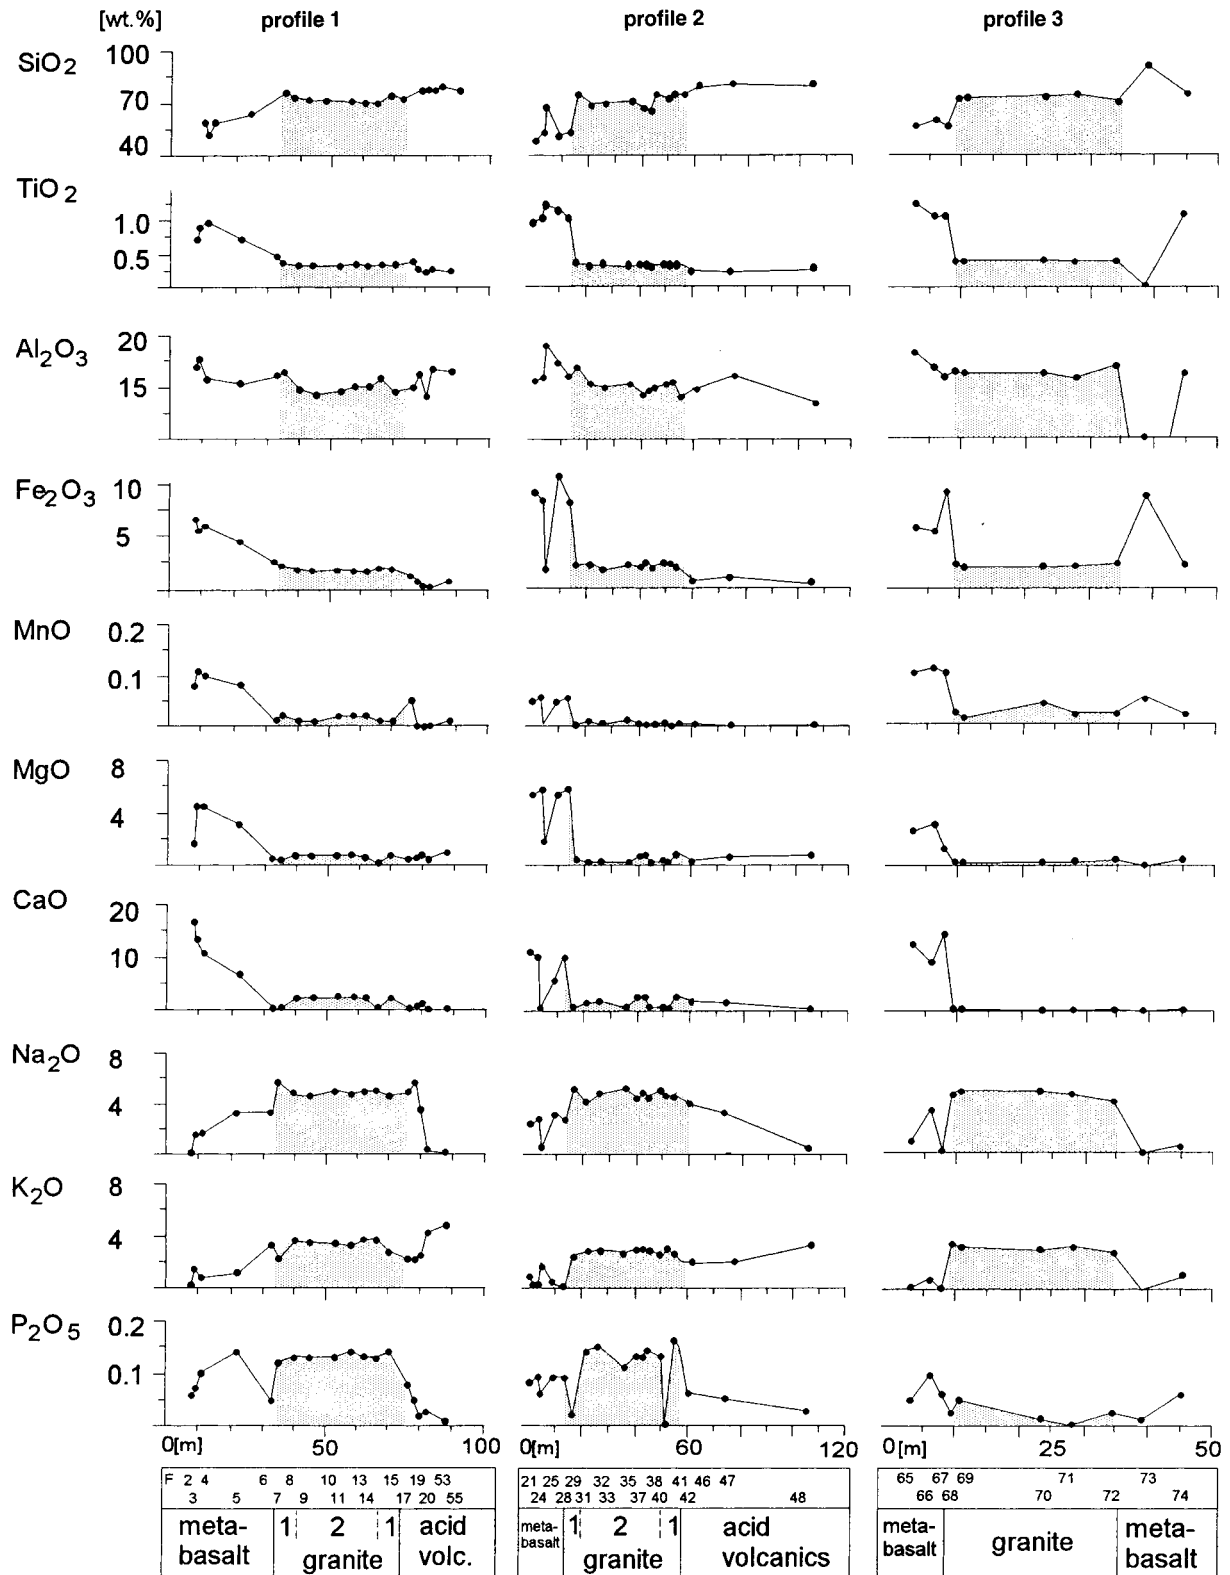 [wt.%] profile 1 profile 2 profile 3
SiO2 100
70
40
TiO2 1.0
0.5
Al2O3 20
15
Fe2O3 10
5
MnO 0.2
0.1
MgO 8
4
CaO 20
10
Na2O 8
4
K2O 8
4
P2O5 0.2
0.1
0[m] 50 100 0[m] 60 120 0[m] 25 50
F 2 4 6 8 10 13 15 19 53 21 25 29 32 35 38 41 46 47 65 67 69 71 73
3 5 7 9 11 14 17 20 55 24 28 31 33 37 40 42 48 66 68 70 72 74
meta- 1 2 1 acid meta- 1 2 1 acid meta- granite meta-
basalt granite volc. basalt granite volcanics basalt basalt